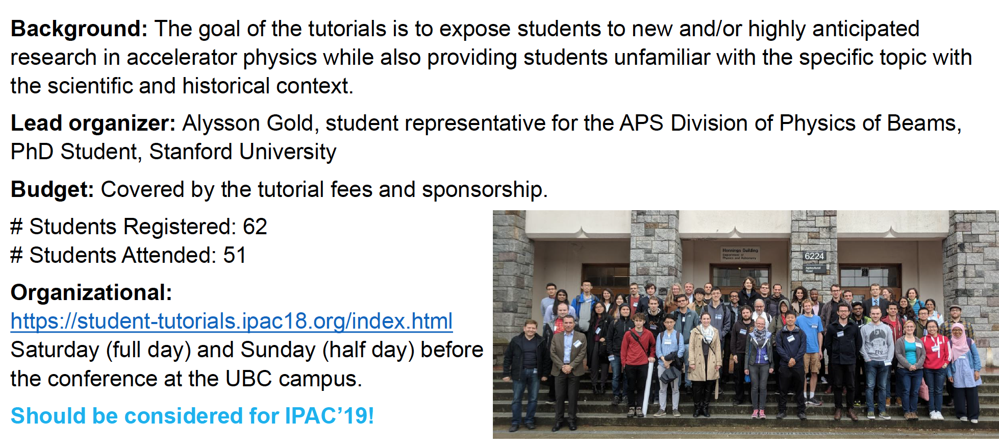 Background: The goal of the tutorials is to expose students to new and/or highly anticipated
research in accelerator physics while also providing students unfamiliar with the specific topic with
the scientific and historical context.
Lead organizer: Alysson Gold, student representative for the APS Division of Physics of Beams,
PhD Student, Stanford University
Budget: Covered by the tutorial fees and sponsorship.
# Students Registered: 62
# Students Attended: 51
Organizational:
https://student-tutorials.ipac18.org/index.html
Saturday (full day) and Sunday (half day) before
the conference at the UBC campus.
Should be considered for IPAC’19!
Hennings Building
Department of
Physics and Astronomy
6224
Agricultural
Road